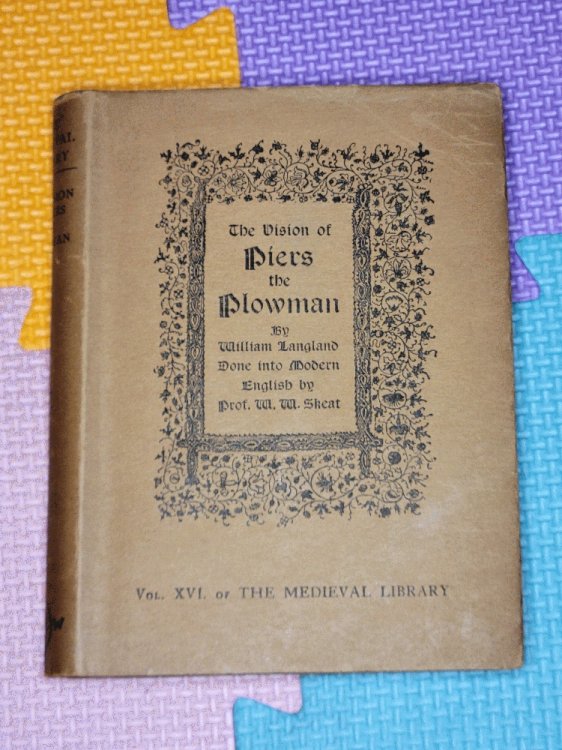 The Vision of
Piers
the
Plowman
By
William Langland
Done into Modern
English by
Prof. W. W. Skeat
VOL. XVI. OF THE MEDIEVAL LIBRARY